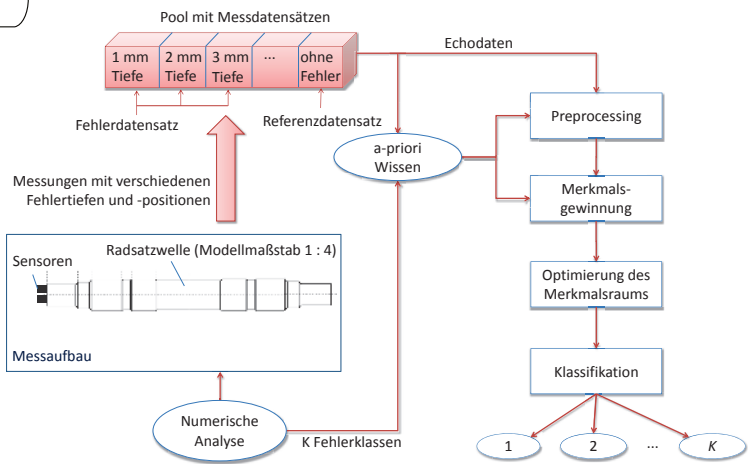 Pool mit Messdatensätzen
1 mm Tiefe
2 mm Tiefe
3 mm Tiefe
...
ohne Fehler
Echodaten
Fehlerdatensatz
Referenzdatensatz
a-priori
Wissen
Preprocessing
Merkmals-
gewinnung
Optimierung des
Merkmalsraums
Klassifikation
1
2
...
K
Messungen mit verschiedenen
Fehlertiefen und -positionen
Radsatzwelle (Modellmaßstab 1 : 4)
Sensoren
Messaufbau
Numerische
Analyse
K Fehlerklassen